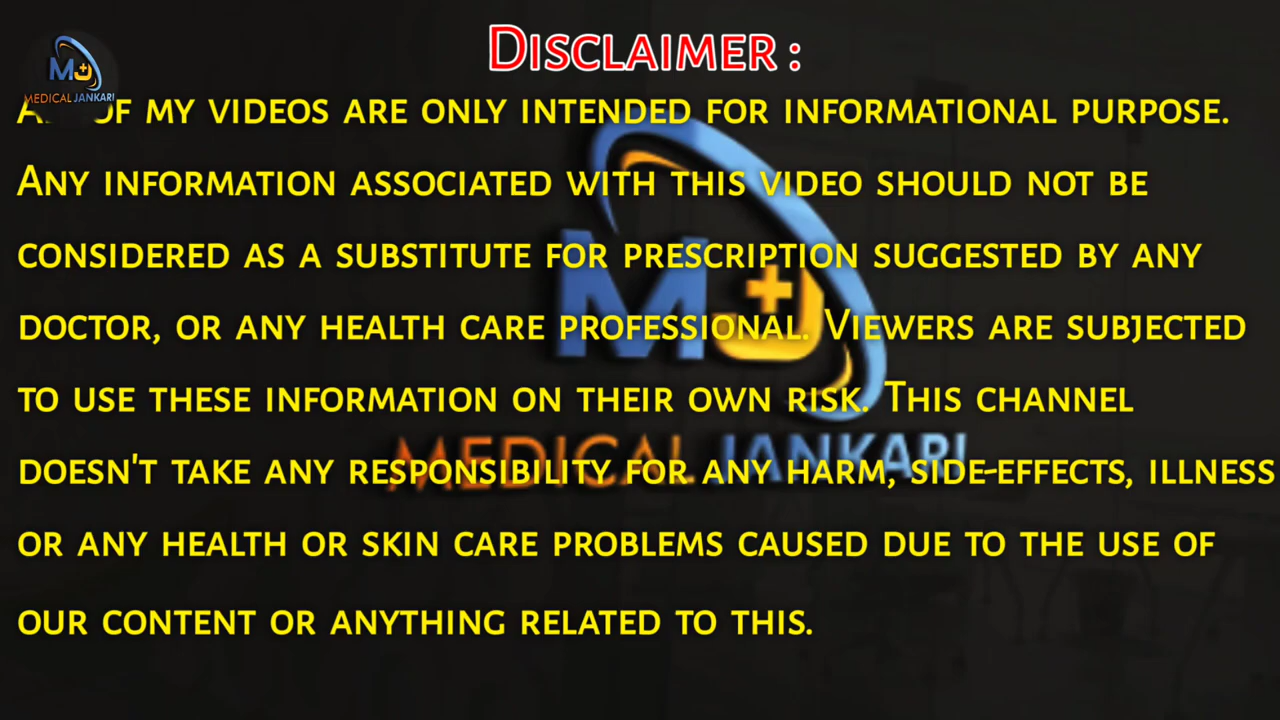 Disclaimer :
MJ
MEDICAL JANKARI
OF MY VIDEOS ARE ONLY INTENDED FOR INFORMATIONAL PURPOSE.
ANY INFORMATION ASSOCIATED WITH THIS VIDEO SHOULD NOT BE
CONSIDERED AS A SUBSTITUTE FOR PRESCRIPTION SUGGESTED BY ANY
DOCTOR, OR ANY HEALTH CARE PROFESSIONAL. VIEWERS ARE SUBJECTED
TO USE THESE INFORMATION ON THEIR OWN RISK. THIS CHANNEL
DOESN'T TAKE ANY RESPONSIBILITY FOR ANY HARM, SIDE-EFFECTS, ILLNESS
OR ANY HEALTH OR SKIN CARE PROBLEMS CAUSED DUE TO THE USE OF
OUR CONTENT OR ANYTHING RELATED TO THIS.
MJ
MEDICAL JANKARI